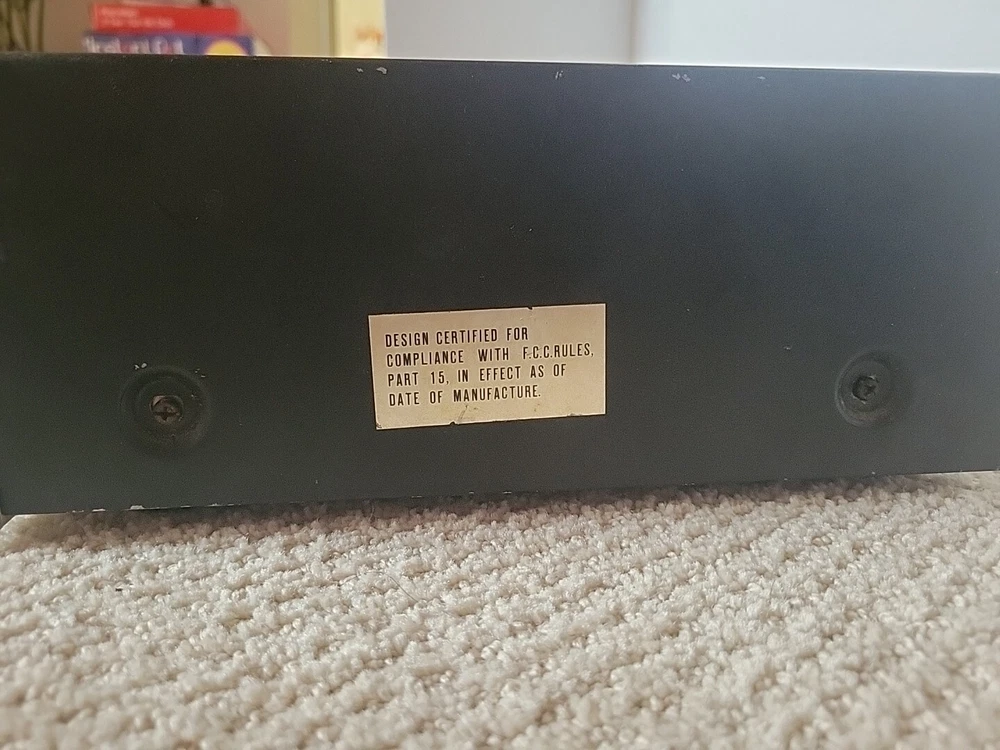 DESIGN CERTIFIED FOR
COMPLIANCE WITH F.C.C.RULES,
PART 15, IN EFFECT AS OF
DATE OF MANUFACTURE.